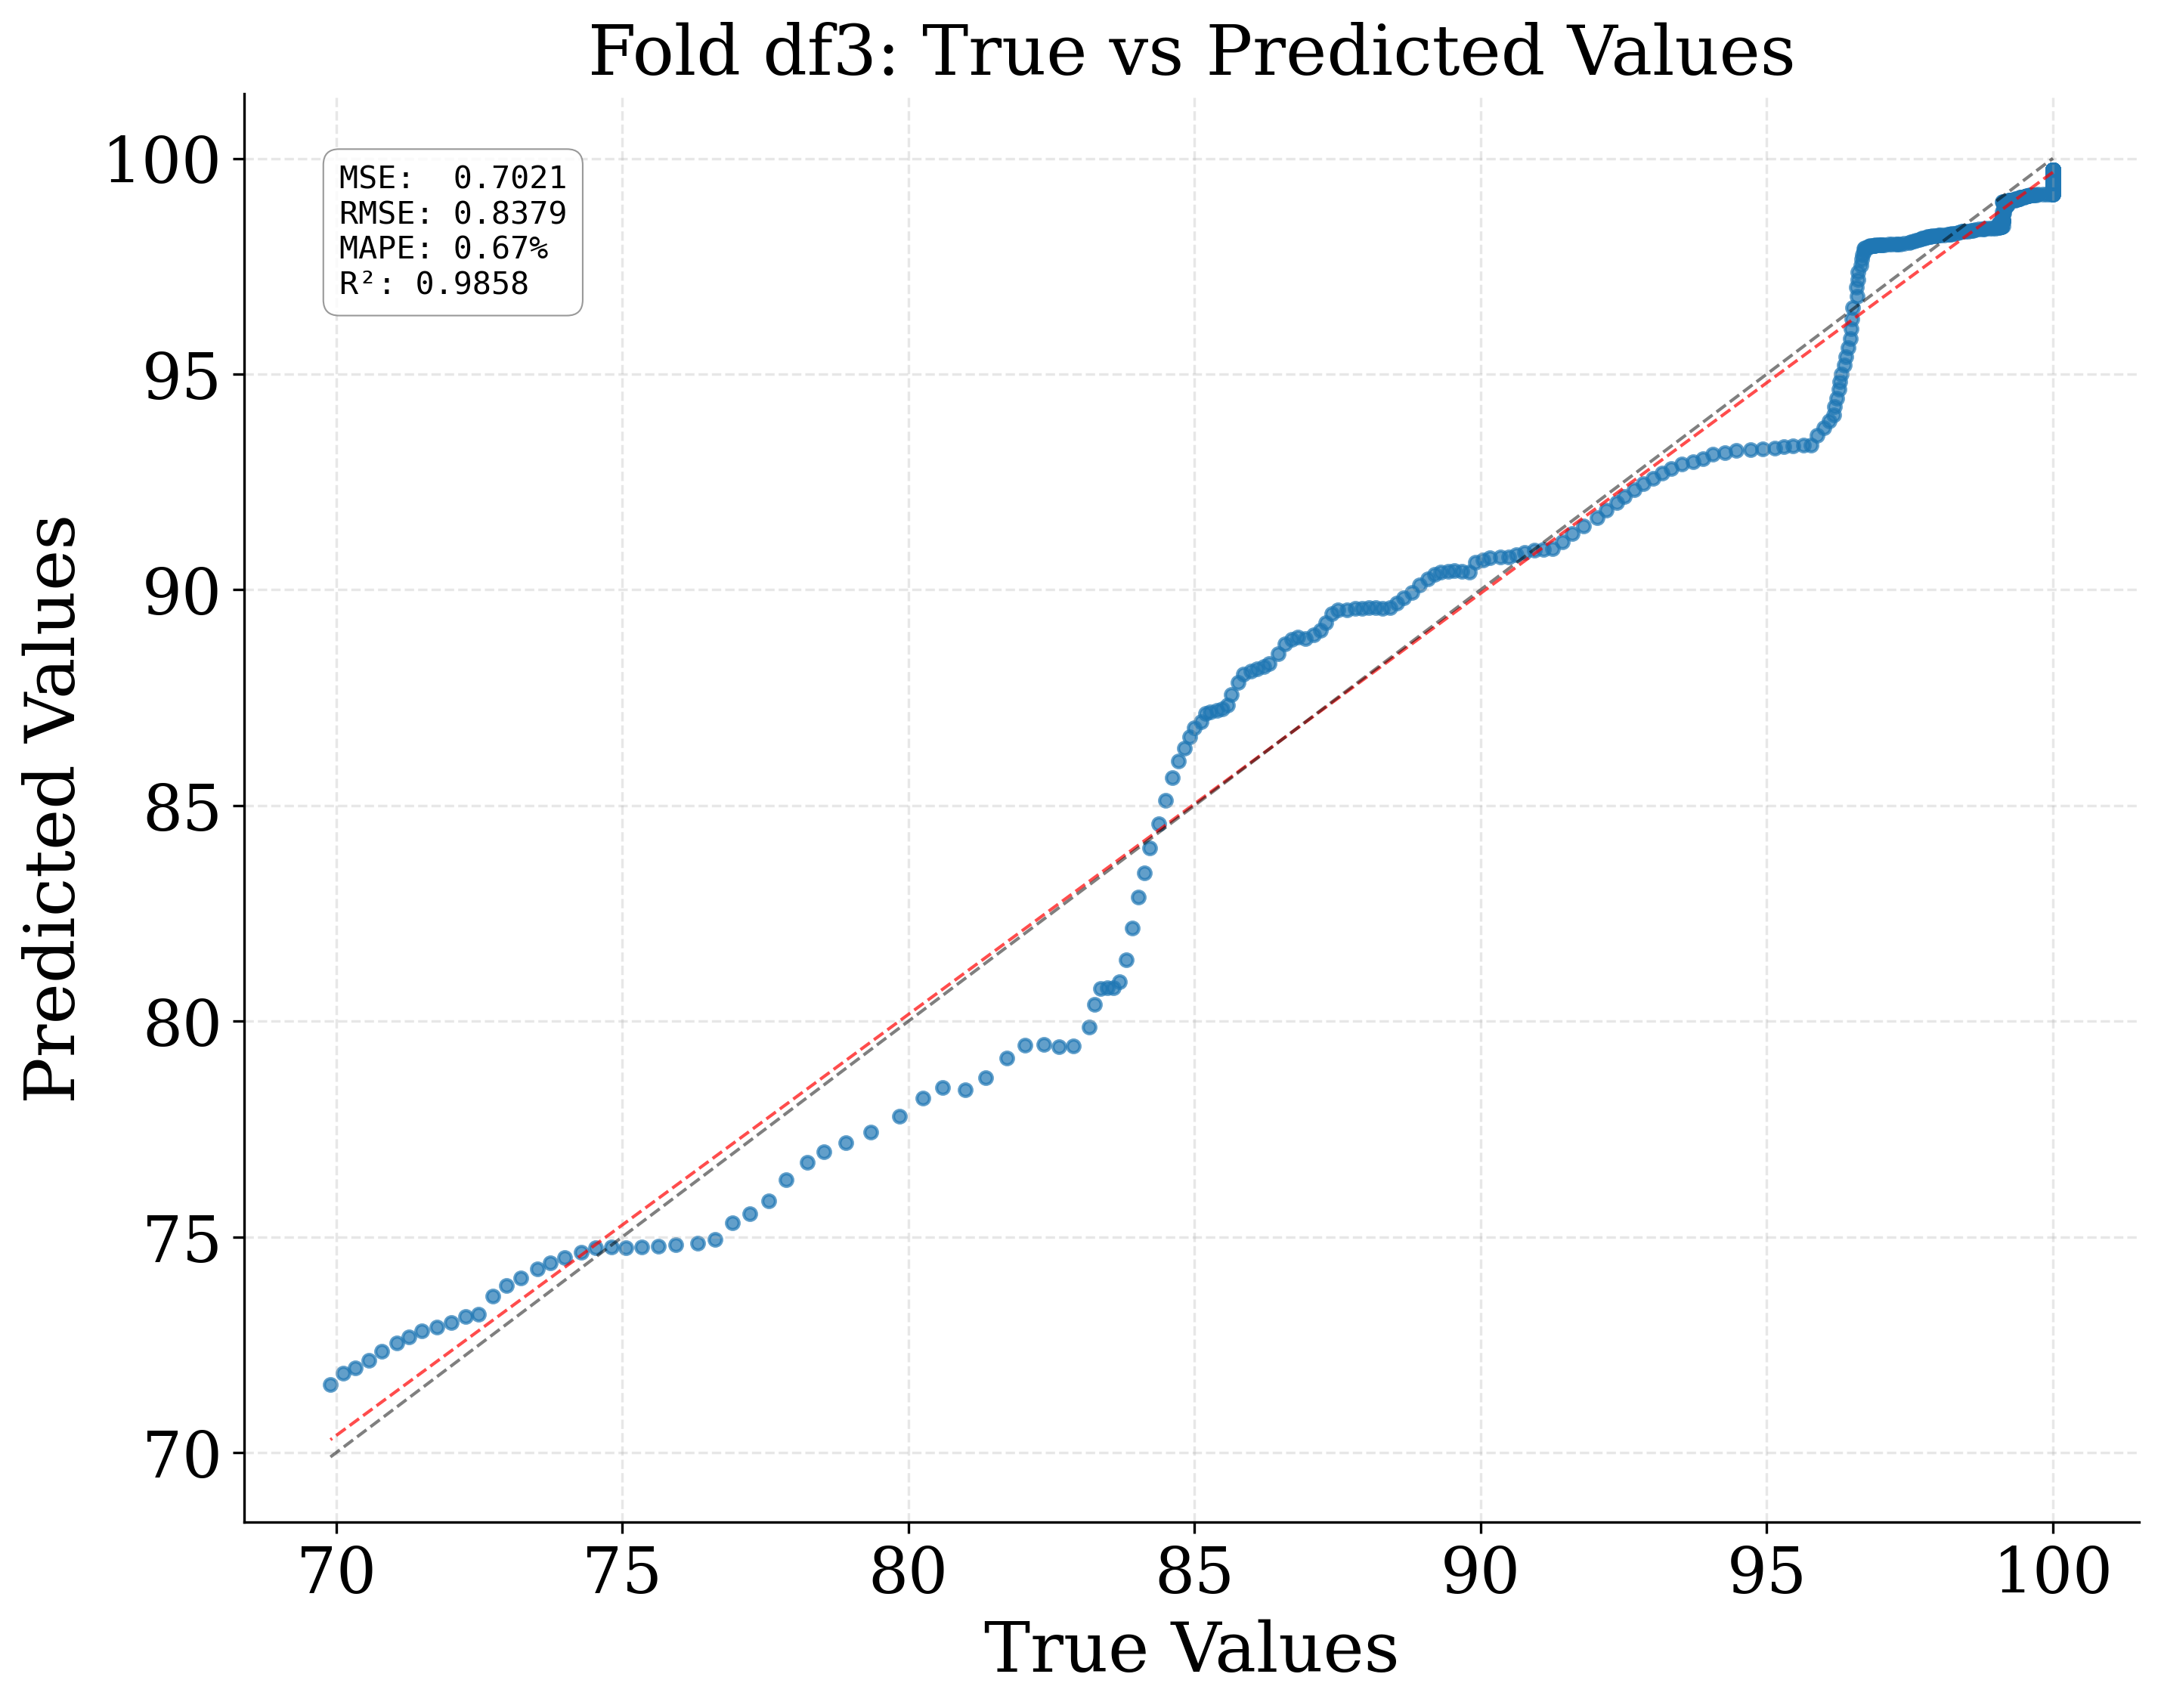 Fold df3: True vs Predicted Values
MSE:  0.7021
RMSE: 0.8379
MAPE: 0.67%
R²: 0.9858
Predicted Values
100
95
90
85
80
75
70
70 75 80 85 90 95 100
True Values